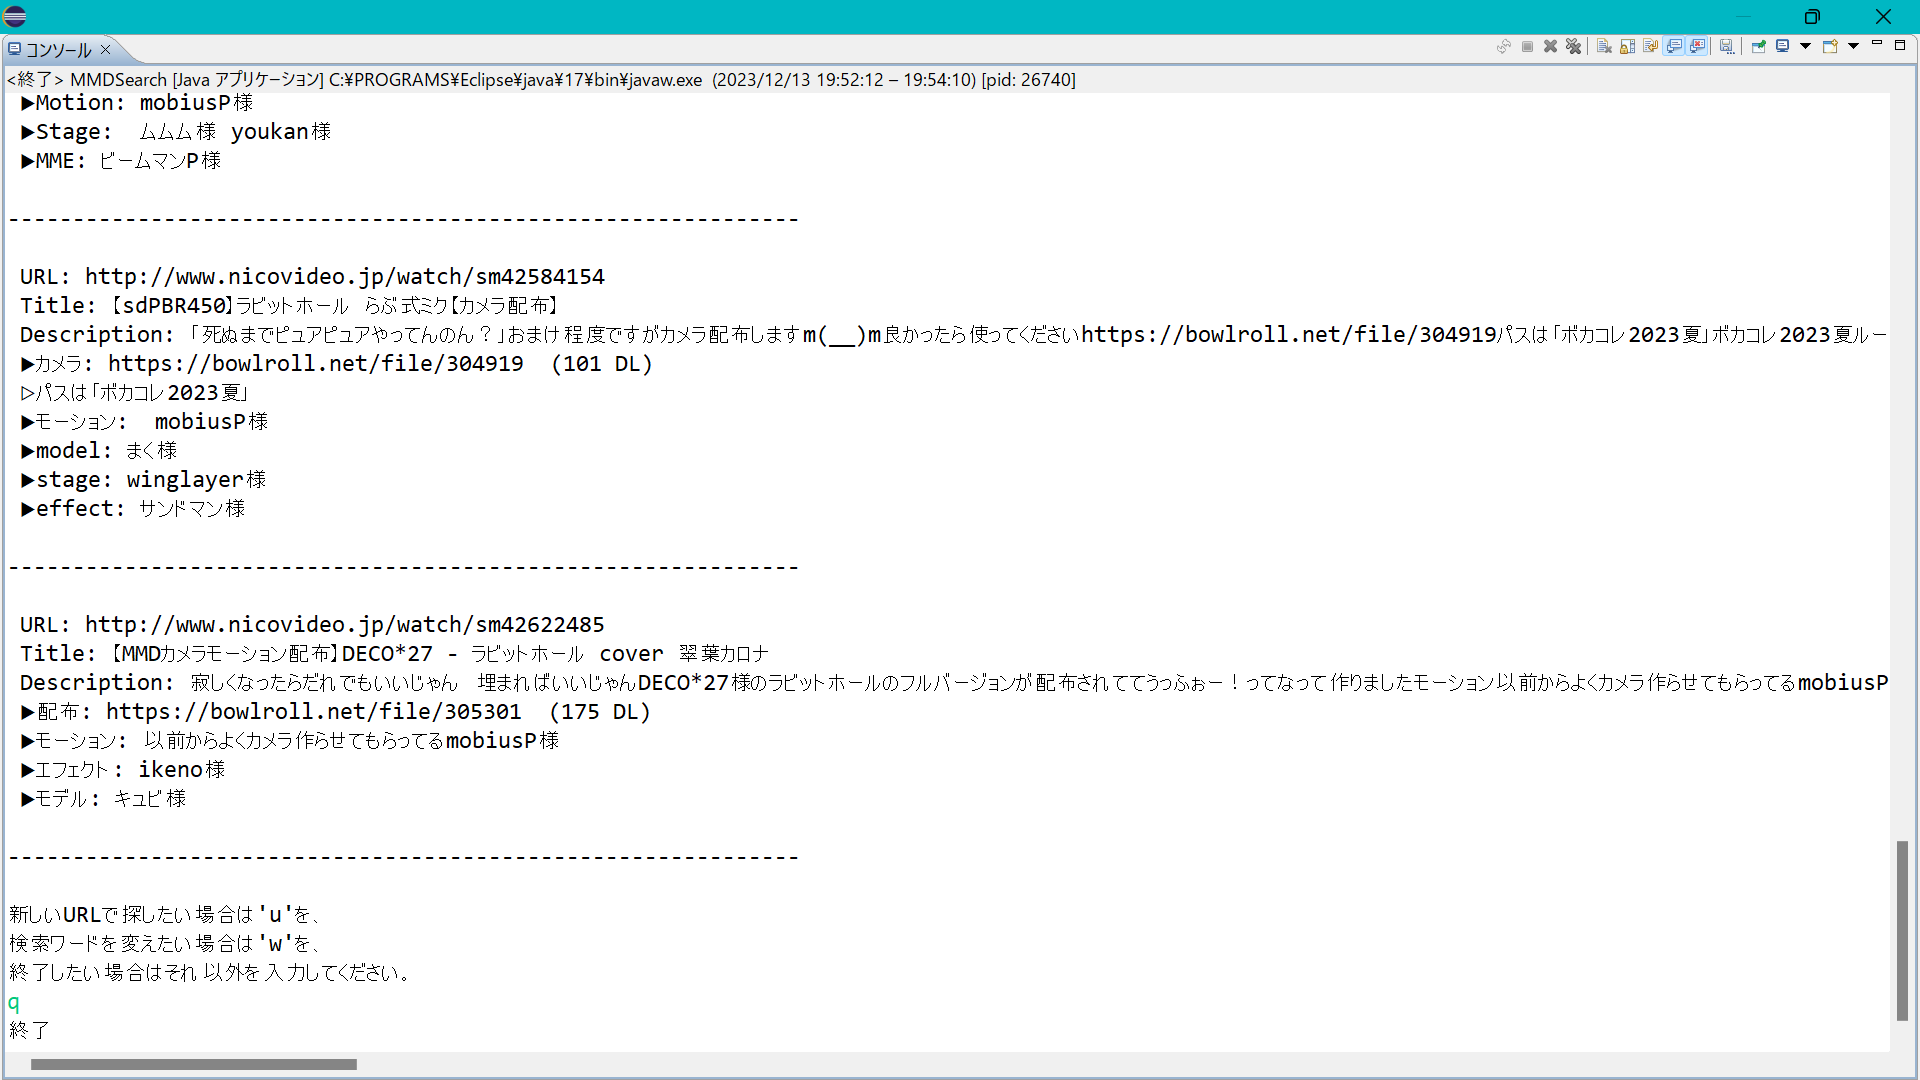 コンソール
<終了> MMDSearch [Java アプリケーション] C:¥PROGRAMS¥Eclipse¥java¥17¥bin¥javaw.exe (2023/12/13 19:52:12 – 19:54:10) [pid: 26740]
▶Motion: mobiusP様
▶Stage: ムムム様 youkan様
▶MME: ビームマンP様
-------------------------------------------------------------
URL: http://www.nicovideo.jp/watch/sm42584154
Title: 【sdPBR450】ラビットホール らぶ式ミク【カメラ配布】
Description: 「死ぬまでピュアピュアやってんのん？」おまけ程度ですがカメラ配布しますm(__)m良かったら使ってくださいhttps://bowlroll.net/file/304919パスは「ボカコレ2023夏」ボカコレ2023夏ルー
▶カメラ: https://bowlroll.net/file/304919 (101 DL)
▷パスは「ボカコレ2023夏」
▶モーション: mobiusP様
▶model: まく様
▶stage: winglayer様
▶effect: サンドマン様
-------------------------------------------------------------
URL: http://www.nicovideo.jp/watch/sm42622485
Title: 【MMDカメラモーション配布】DECO*27 - ラビットホール cover 翠葉カロナ
Description: 寂しくなったらだれでもいいじゃん 埋まればいいじゃんDECO*27様のラビットホールのフルバージョンが配布されててうっふぉー！ってなって作りましたモーション以前からよくカメラ作らせてもらってるmobiusP
▶配布: https://bowlroll.net/file/305301 (175 DL)
▶モーション: 以前からよくカメラ作らせてもらってるmobiusP様
▶エフェクト: ikeno様
▶モデル: キュビ様
-------------------------------------------------------------
新しいURLで探したい場合は'u'を、
検索ワードを変えたい場合は'w'を、
終了したい場合はそれ以外を入力してください。
q
終了